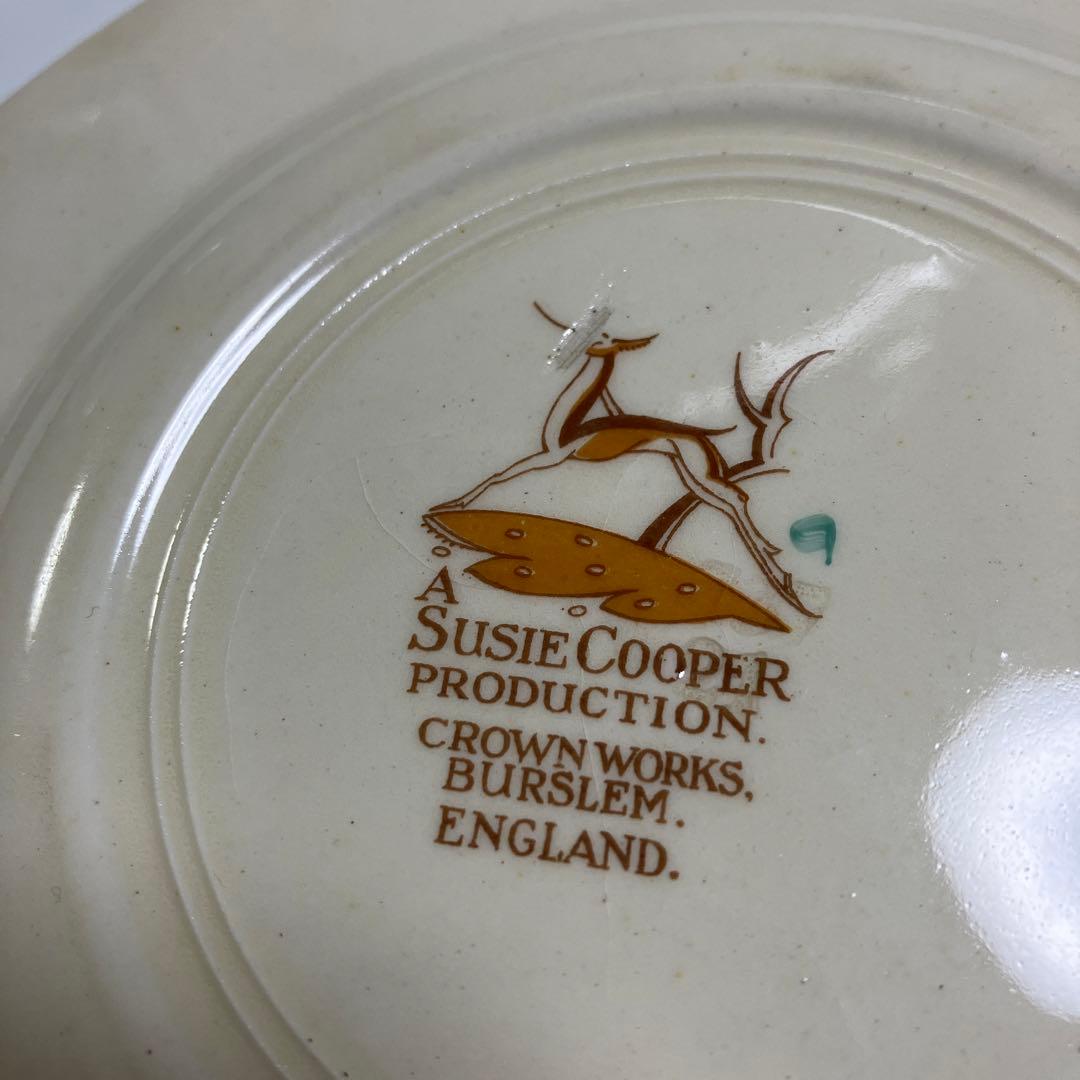 A
SUSIE COOPER
PRODUCTION.
CROWN WORKS,
BURSLEM.
ENGLAND.